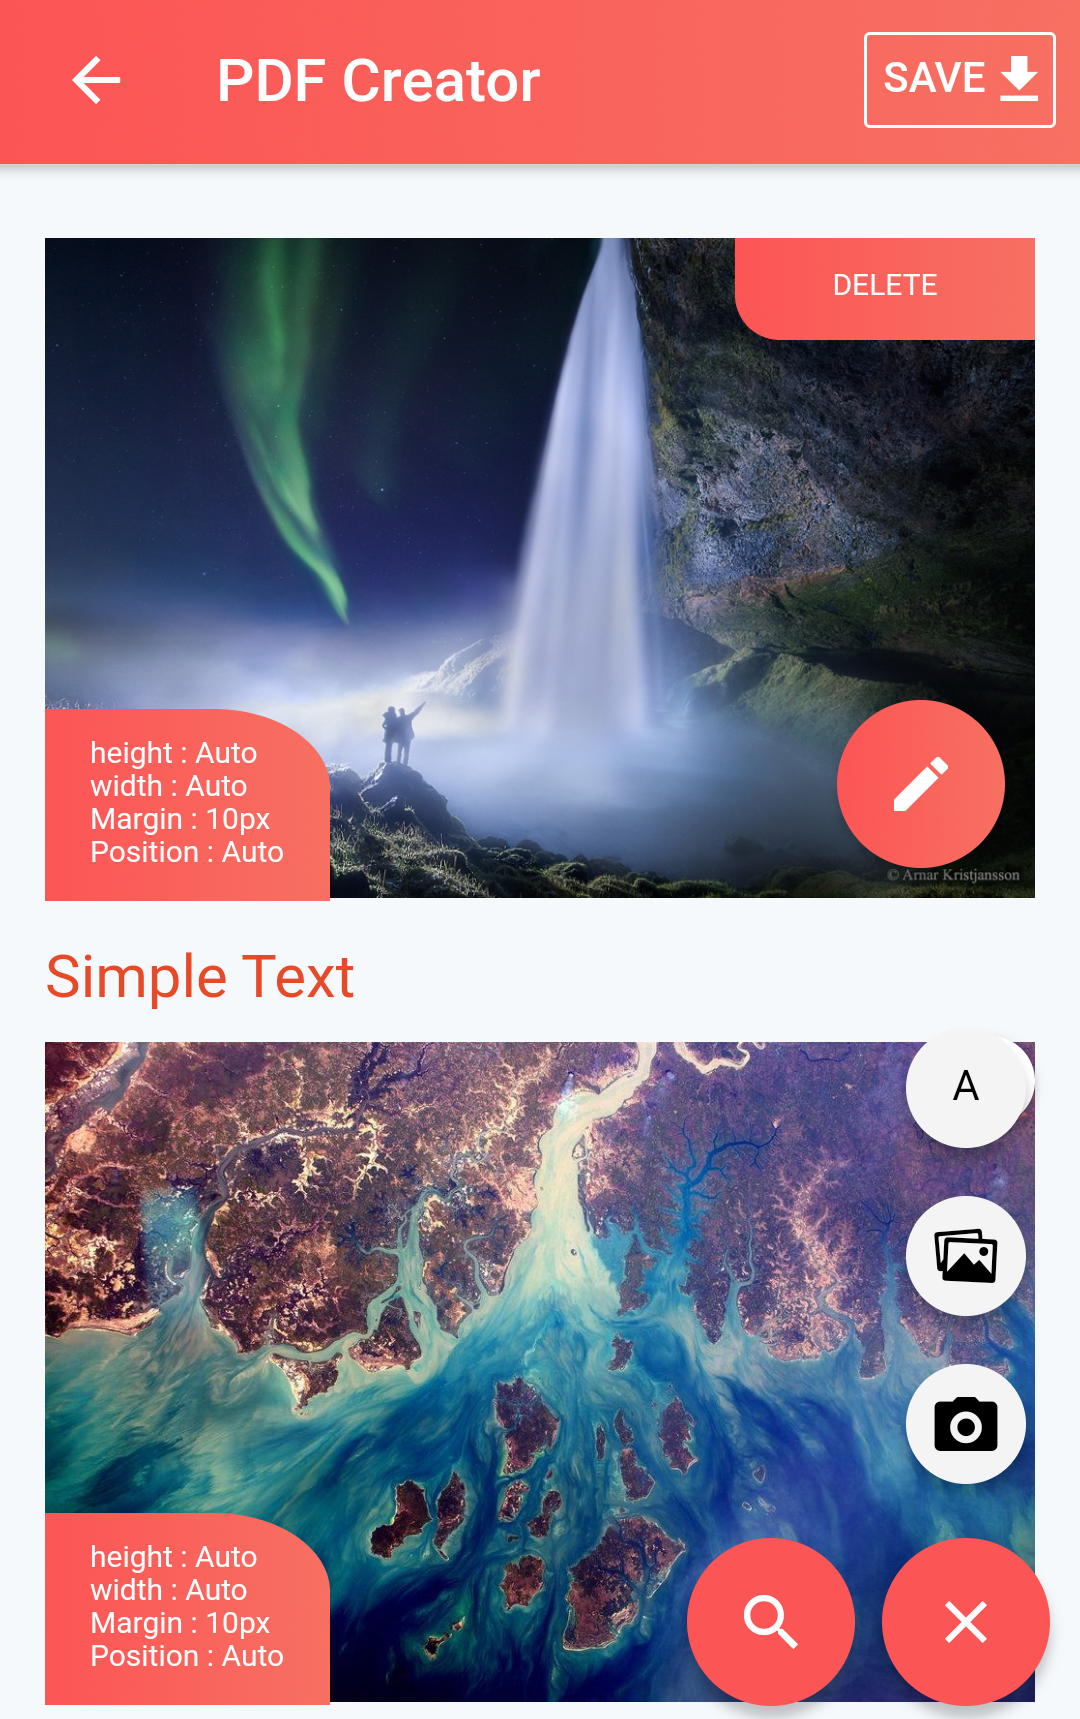 PDF Creator
SAVE
DELETE
height : Auto
width : Auto
Margin : 10px
Position : Auto
© Arnar Kristjansson
Simple Text
A
height : Auto
width : Auto
Margin : 10px
Position : Auto